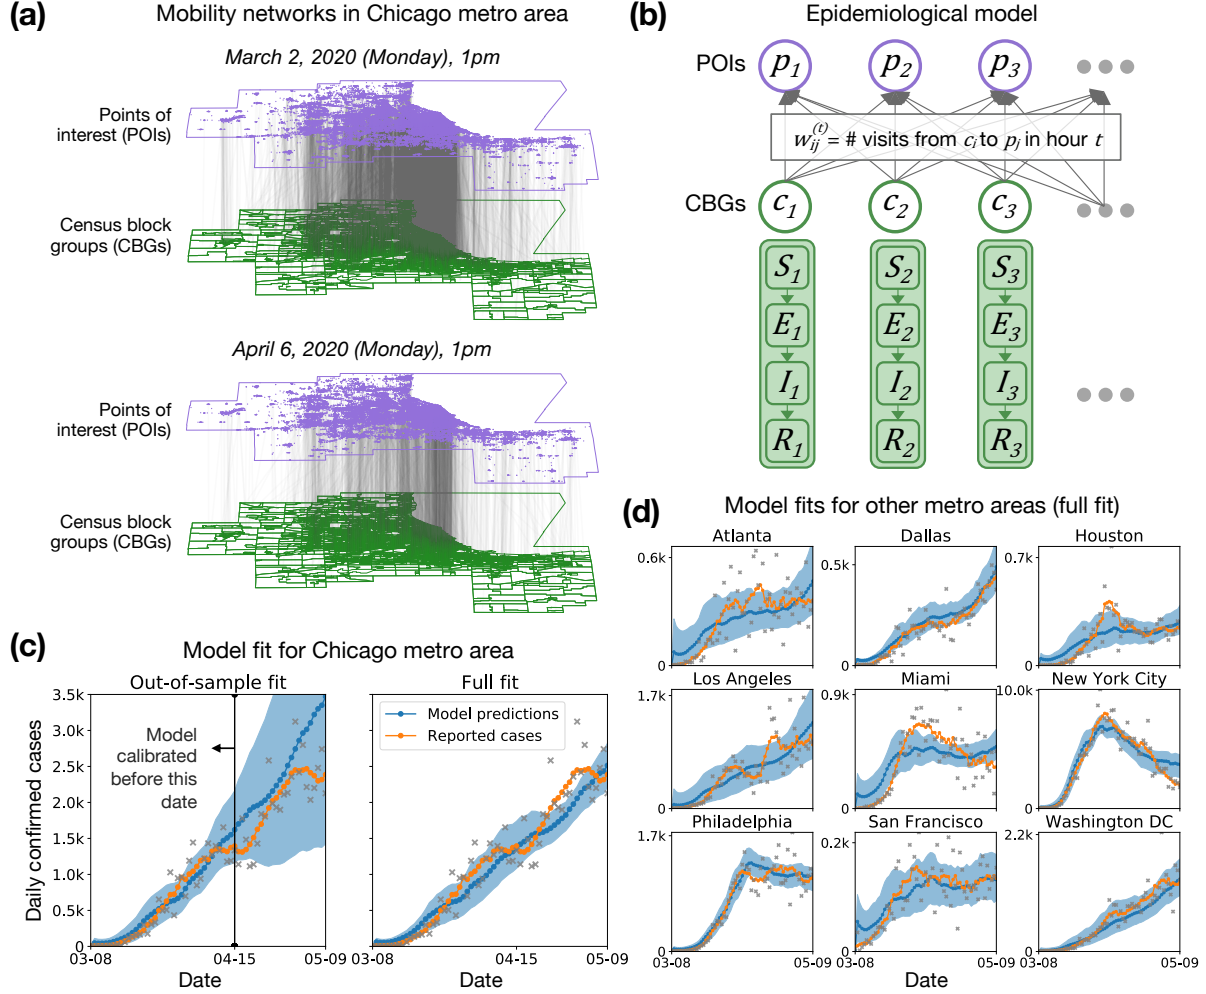 (a)
Mobility networks in Chicago metro area
March 2, 2020 (Monday), 1pm
Points of
interest (POIs)
Census block
groups (CBGs)
April 6, 2020 (Monday), 1pm
Points of
interest (POIs)
Census block
groups (CBGs)
(b)
Epidemiological model
POIs
p1 p2 p3
w_ij^(t) = # visits from c_i to p_j in hour t
CBGs
c1 c2 c3
S1 S2 S3
E1 E2 E3
I1 I2 I3
R1 R2 R3
(c)
Model fit for Chicago metro area
Out-of-sample fit
Daily confirmed cases
3.5k
3.0k
2.5k
2.0k
1.5k
1.0k
0.5k
0
Model
calibrated
before this
date
03-08 04-15 05-09
Date
Full fit
Model predictions
Reported cases
03-08 04-15 05-09
Date
(d)
Model fits for other metro areas (full fit)
Atlanta
0.6k
0
Dallas
0.5k
0
Houston
0.7k
0
Los Angeles
1.7k
0
Miami
0.9k
0
New York City
10.0k
0
Philadelphia
1.7k
0
03-08 05-09
Date
San Francisco
0.2k
0
03-08 05-09
Date
Washington DC
2.2k
0
03-08 05-09
Date